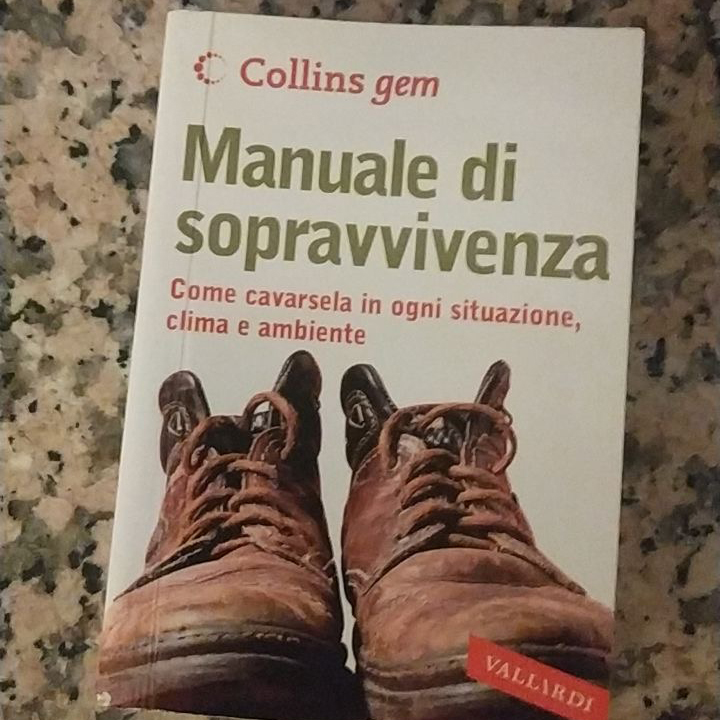 Collins gem
Manuale di
sopravvivenza
Come cavarsela in ogni situazione,
clima e ambiente
VALLARDI